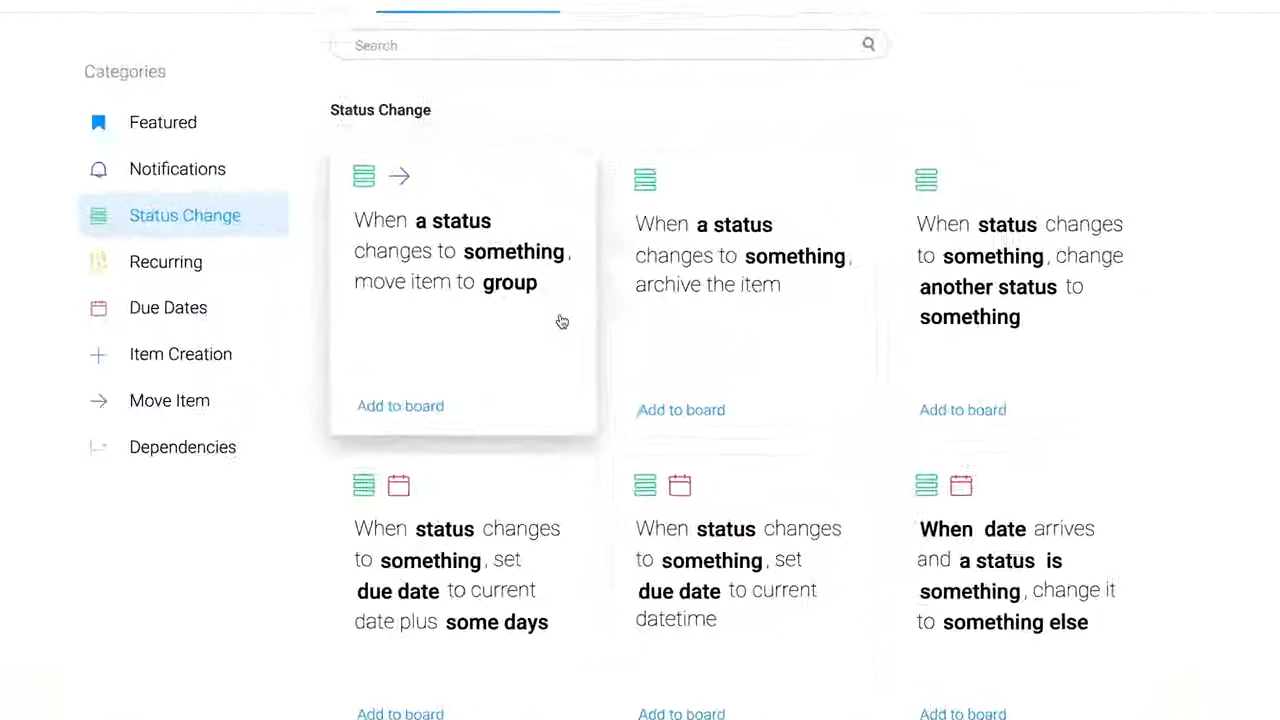 Search
Categories
Featured
Notifications
Status Change
Recurring
Due Dates
Item Creation
Move Item
Dependencies
Status Change
When a status
changes to something,
move item to group
Add to board
When a status
changes to something,
archive the item
Add to board
When status changes
to something, change
another status to
something
Add to board
When status changes
to something, set
due date to current
date plus some days
Add to board
When status changes
to something, set
due date to current
datetime
Add to board
When date arrives
and a status is
something, change it
to something else
Add to board